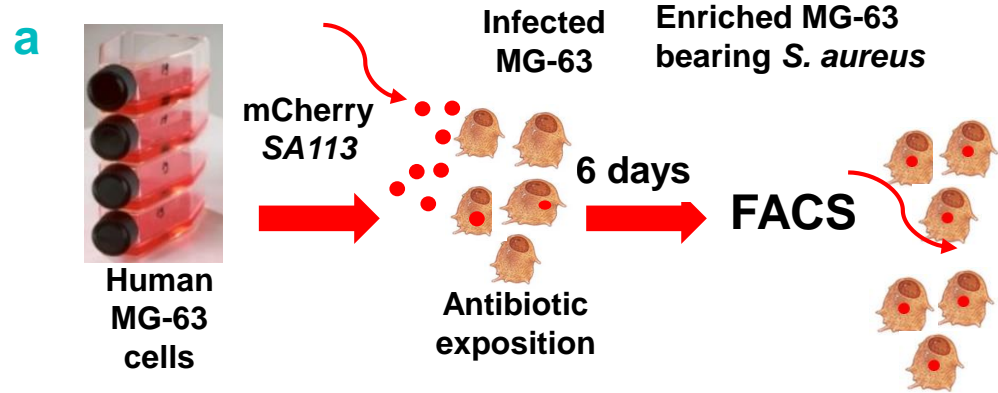 a
Human
MG-63
cells
mCherry
SA113
Infected
MG-63
Antibiotic
exposition
6 days
FACS
Enriched MG-63
bearing S. aureus